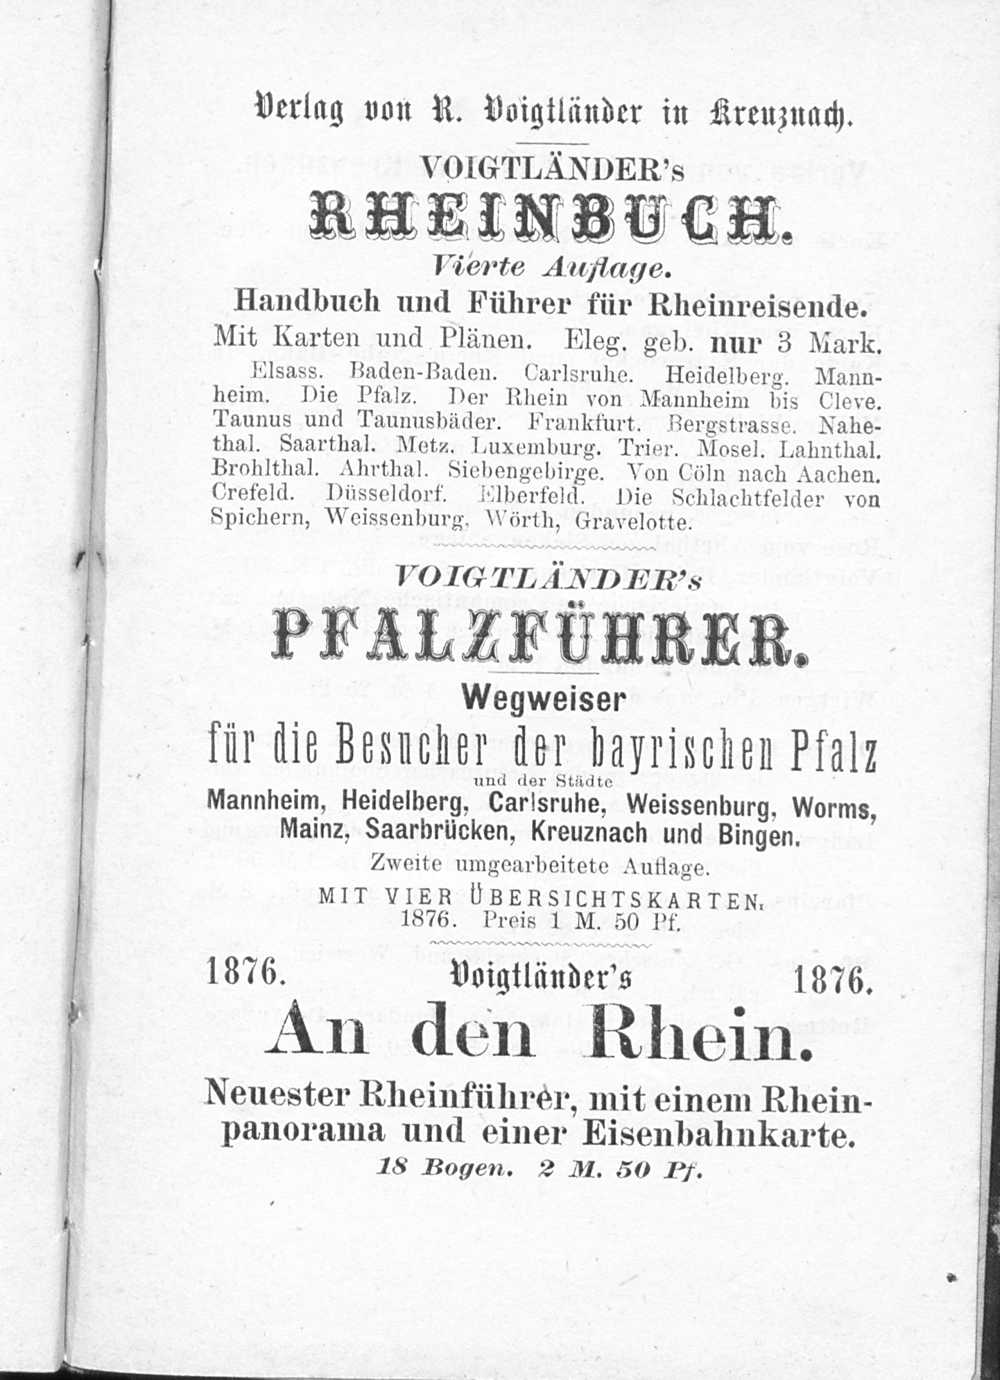 Verlag von R. Voigtländer in Kreuznach.
VOIGTLÄNDER's
RHEINBUCH.
Vierte Auflage.
Handbuch und Führer für Rheinreisende.
Mit Karten und Plänen. Eleg. geb. nur 3 Mark.
Elsass. Baden-Baden. Carlsruhe. Heidelberg. Mann-
heim. Die Pfalz. Der Rhein von Mannheim bis Cleve.
Taunus und Taunusbäder. Frankfurt. Bergstrasse. Nahe-
thal. Saarthal. Metz. Luxemburg. Trier. Mosel. Lahnthal.
Brohlthal. Ahrthal. Siebengebirge. Von Cöln nach Aachen.
Crefeld. Düsseldorf. Elberfeld. Die Schlachtfelder von
Spichern, Weissenburg, Wörth, Gravelotte.
VOIGTLÄNDER's
PFALZFÜHRER.
Wegweiser
für die Besucher der bayrischen Pfalz
und der Städte
Mannheim, Heidelberg, Carlsruhe, Weissenburg, Worms,
Mainz, Saarbrücken, Kreuznach und Bingen.
Zweite umgearbeitete Auflage.
MIT VIER ÜBERSICHTSKARTEN.
1876. Preis 1 M. 50 Pf.
1876. Voigtländer's 1876.
An den Rhein.
Neuester Rheinführer, mit einem Rhein-
panorama und einer Eisenbahnkarte.
18 Bogen. 2 M. 50 Pf.